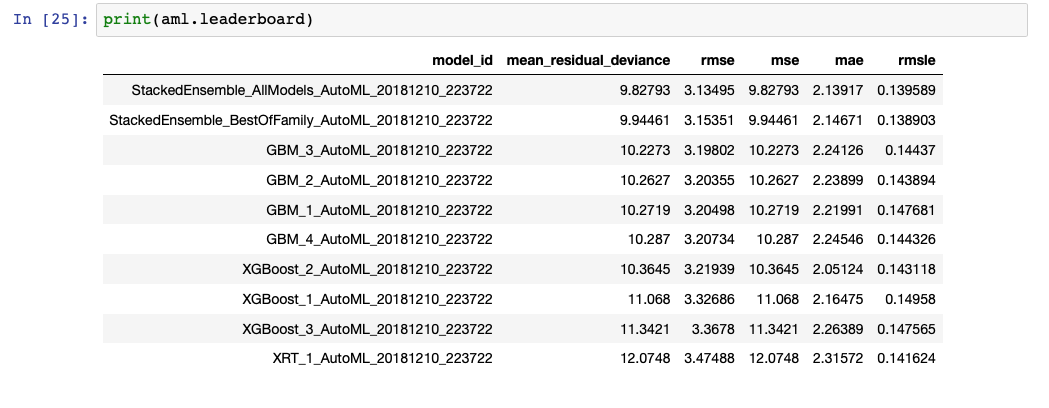 In [25]: print(aml.leaderboard)
model_id mean_residual_deviance rmse mse mae rmsle
StackedEnsemble_AllModels_AutoML_20181210_223722 9.82793 3.13495 9.82793 2.13917 0.139589
StackedEnsemble_BestOfFamily_AutoML_20181210_223722 9.94461 3.15351 9.94461 2.14671 0.138903
GBM_3_AutoML_20181210_223722 10.2273 3.19802 10.2273 2.24126 0.14437
GBM_2_AutoML_20181210_223722 10.2627 3.20355 10.2627 2.23899 0.143894
GBM_1_AutoML_20181210_223722 10.2719 3.20498 10.2719 2.21991 0.147681
GBM_4_AutoML_20181210_223722 10.287 3.20734 10.287 2.24546 0.144326
XGBoost_2_AutoML_20181210_223722 10.3645 3.21939 10.3645 2.05124 0.143118
XGBoost_1_AutoML_20181210_223722 11.068 3.32686 11.068 2.16475 0.14958
XGBoost_3_AutoML_20181210_223722 11.3421 3.3678 11.3421 2.26389 0.147565
XRT_1_AutoML_20181210_223722 12.0748 3.47488 12.0748 2.31572 0.141624